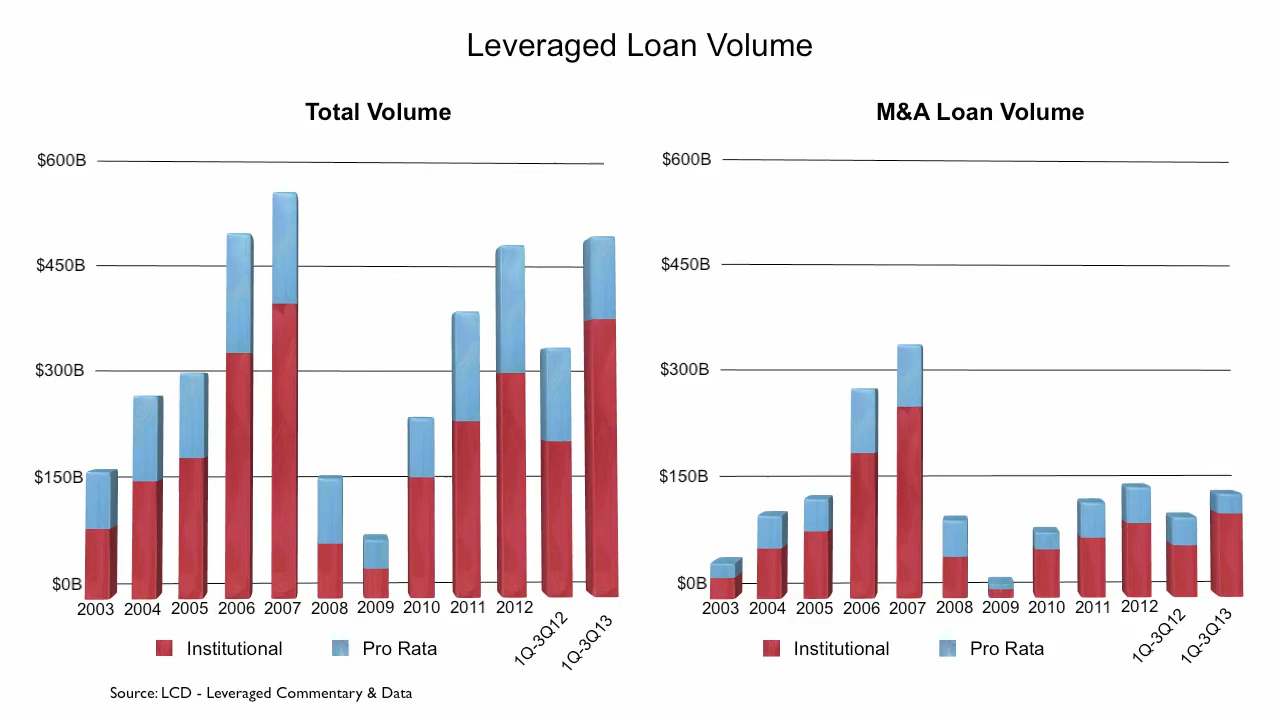 Leveraged Loan Volume
Total Volume
$600B
$450B
$300B
$150B
$0B
2003 2004 2005 2006 2007 2008 2009 2010 2011 2012 1Q-3Q12 1Q-3Q13
Institutional Pro Rata
M&A Loan Volume
$600B
$450B
$300B
$150B
$0B
2003 2004 2005 2006 2007 2008 2009 2010 2011 2012 1Q-3Q12 1Q-3Q13
Institutional Pro Rata
Source: LCD - Leveraged Commentary & Data